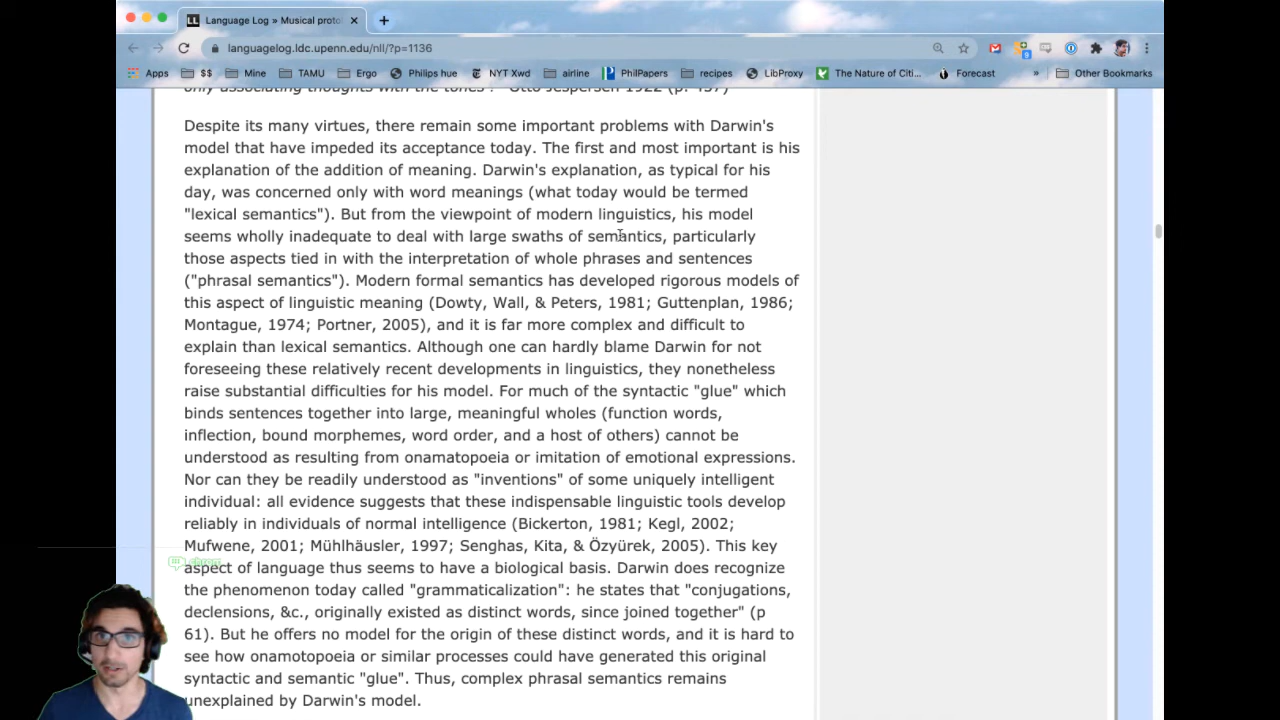 LL Language Log » Musical proto
languagelog.ldc.upenn.edu/nll/?p=1136
Apps $$ Mine TAMU Ergo Philips hue NYT Xwd airline PhilPapers recipes LibProxy The Nature of Citi... Forecast » Other Bookmarks
only associating thoughts with the tones'? Otto Jespersen 1922 (p. 437)
Despite its many virtues, there remain some important problems with Darwin's
model that have impeded its acceptance today. The first and most important is his
explanation of the addition of meaning. Darwin's explanation, as typical for his
day, was concerned only with word meanings (what today would be termed
"lexical semantics"). But from the viewpoint of modern linguistics, his model
seems wholly inadequate to deal with large swaths of semantics, particularly
those aspects tied in with the interpretation of whole phrases and sentences
("phrasal semantics"). Modern formal semantics has developed rigorous models of
this aspect of linguistic meaning (Dowty, Wall, & Peters, 1981; Guttenplan, 1986;
Montague, 1974; Portner, 2005), and it is far more complex and difficult to
explain than lexical semantics. Although one can hardly blame Darwin for not
foreseeing these relatively recent developments in linguistics, they nonetheless
raise substantial difficulties for his model. For much of the syntactic "glue" which
binds sentences together into large, meaningful wholes (function words,
inflection, bound morphemes, word order, and a host of others) cannot be
understood as resulting from onamatopoeia or imitation of emotional expressions.
Nor can they be readily understood as "inventions" of some uniquely intelligent
individual: all evidence suggests that these indispensable linguistic tools develop
reliably in individuals of normal intelligence (Bickerton, 1981; Kegl, 2002;
Mufwene, 2001; Mühlhäusler, 1997; Senghas, Kita, & Özyürek, 2005). This key
aspect of language thus seems to have a biological basis. Darwin does recognize
the phenomenon today called "grammaticalization": he states that "conjugations,
declensions, &c., originally existed as distinct words, since joined together" (p
61). But he offers no model for the origin of these distinct words, and it is hard to
see how onamotopoeia or similar processes could have generated this original
syntactic and semantic "glue". Thus, complex phrasal semantics remains
unexplained by Darwin's model.